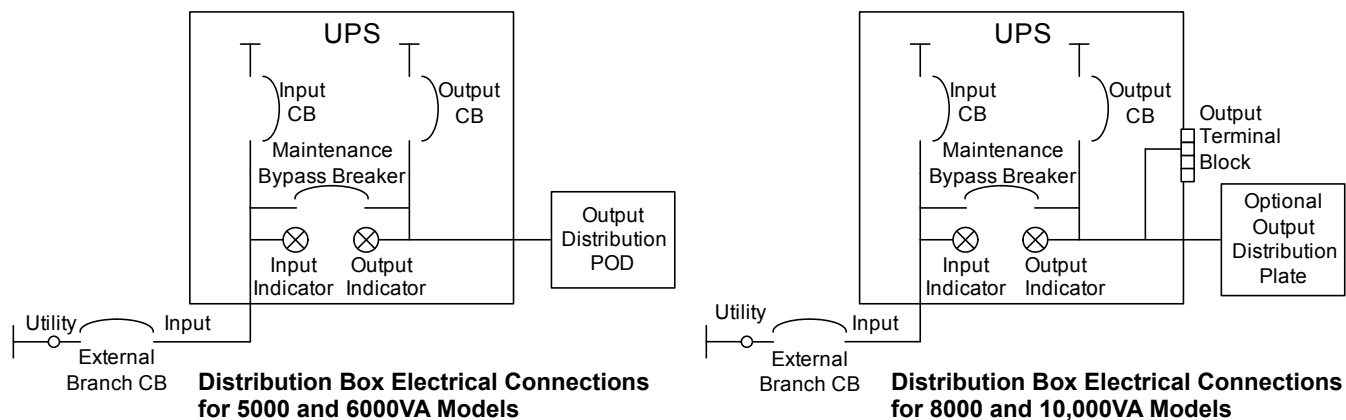 UPS
Input
CB
Output
CB
Maintenance
Bypass Breaker
Input
Indicator
Output
Indicator
Output
Distribution
POD
Utility
Input
External
Branch CB
Distribution Box Electrical Connections
for 5000 and 6000VA Models
UPS
Input
CB
Output
CB
Output
Terminal
Block
Maintenance
Bypass Breaker
Input
Indicator
Output
Indicator
Optional
Output
Distribution
Plate
Utility
Input
External
Branch CB
Distribution Box Electrical Connections
for 8000 and 10,000VA Models